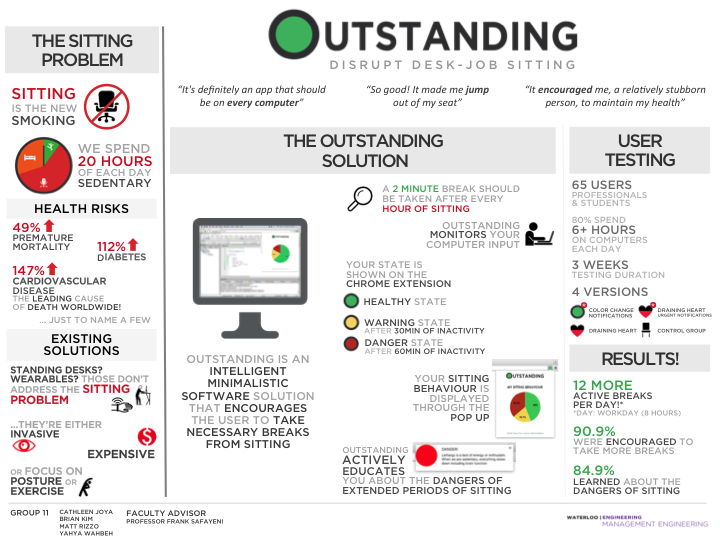 OUTSTANDING
DISRUPT DESK-JOB SITTING
"It's definitely an app that should
be on every computer"
"So good! It made me jump
out of my seat"
"It encouraged me, a relatively stubborn
person, to maintain my health"
THE SITTING
PROBLEM
SITTING
IS THE NEW
SMOKING
WE SPEND
20 HOURS
OF EACH DAY
SEDENTARY
HEALTH RISKS
49%
PREMATURE
MORTALITY
112%
DIABETES
147%
CARDIOVASCULAR
DISEASE
THE LEADING CAUSE
OF DEATH WORLDWIDE!
... JUST TO NAME A FEW
EXISTING
SOLUTIONS
STANDING DESKS?
WEARABLES? THOSE DON'T
ADDRESS THE SITTING
PROBLEM
...THEY'RE EITHER
INVASIVE
$
EXPENSIVE
OR FOCUS ON
POSTURE OR
EXERCISE
THE OUTSTANDING
SOLUTION
OUTSTANDING IS AN
INTELLIGENT
MINIMALISTIC
SOFTWARE SOLUTION
THAT ENCOURAGES
THE USER TO TAKE
NECESSARY BREAKS
FROM SITTING
A 2 MINUTE BREAK SHOULD
BE TAKEN AFTER EVERY
HOUR OF SITTING
OUTSTANDING
MONITORS YOUR
COMPUTER INPUT
YOUR STATE IS
SHOWN ON THE
CHROME EXTENSION
HEALTHY STATE
WARNING STATE
AFTER 30MIN OF INACTIVITY
DANGER STATE
AFTER 60MIN OF INACTIVITY
YOUR SITTING
BEHAVIOUR IS
DISPLAYED
THROUGH THE
POP UP
OUTSTANDING
MY SITTING BEHAVIOUR
OUTSTANDING
ACTIVELY
EDUCATES
YOU ABOUT THE DANGERS OF
EXTENDED PERIODS OF SITTING
DANGER
USER
TESTING
65 USERS
PROFESSIONALS
& STUDENTS
80% SPEND
6+ HOURS
ON COMPUTERS
EACH DAY
3 WEEKS
TESTING DURATION
4 VERSIONS
COLOR CHANGE
NOTIFICATIONS
DRAINING HEART
URGENT NOTIFICATIONS
DRAINING HEART
CONTROL GROUP
RESULTS!
12 MORE
ACTIVE BREAKS
PER DAY!*
*DAY: WORKDAY (8 HOURS)
90.9%
WERE ENCOURAGED TO
TAKE MORE BREAKS
84.9%
LEARNED ABOUT THE
DANGERS OF SITTING
GROUP 11
CATHLEEN JOYA
BRIAN KIM
MATT RIZZO
YAHYA WAHBEH
FACULTY ADVISOR
PROFESSOR FRANK SAFAYENI
WATERLOO | ENGINEERING
MANAGEMENT ENGINEERING